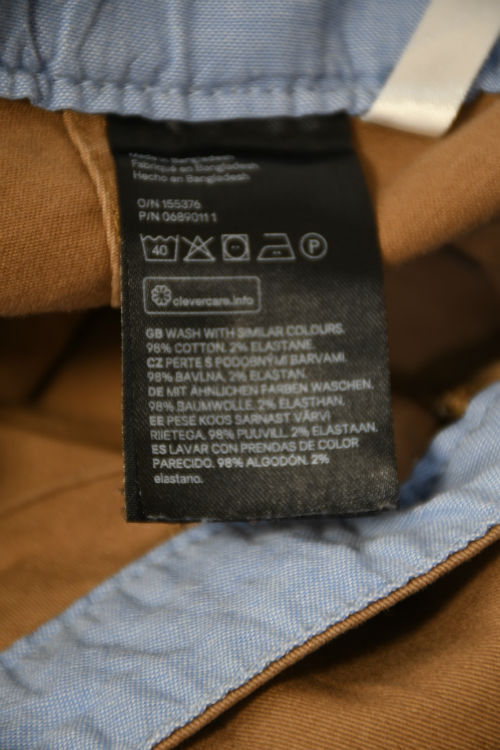 Made in Bangladesh
Fabriqué en Bangladesh
Hecho en Bangladesh
O/N 155376
P/N 0689011 1
40
P
clevercare.info
GB WASH WITH SIMILAR COLOURS.
98% COTTON. 2% ELASTANE.
CZ PERTE S PODOBNÝMI BARVAMI.
98% BAVLNA, 2% ELASTAN.
DE MIT ÄHNLICHEN FARBEN WASCHEN.
98% BAUMWOLLE. 2% ELASTHAN.
EE PESE KOOS SARNAST VÄRVI
RIIETEGA. 98% PUUVILL. 2% ELASTAAN.
ES LAVAR CON PRENDAS DE COLOR
PARECIDO. 98% ALGODÓN. 2%
elastano.